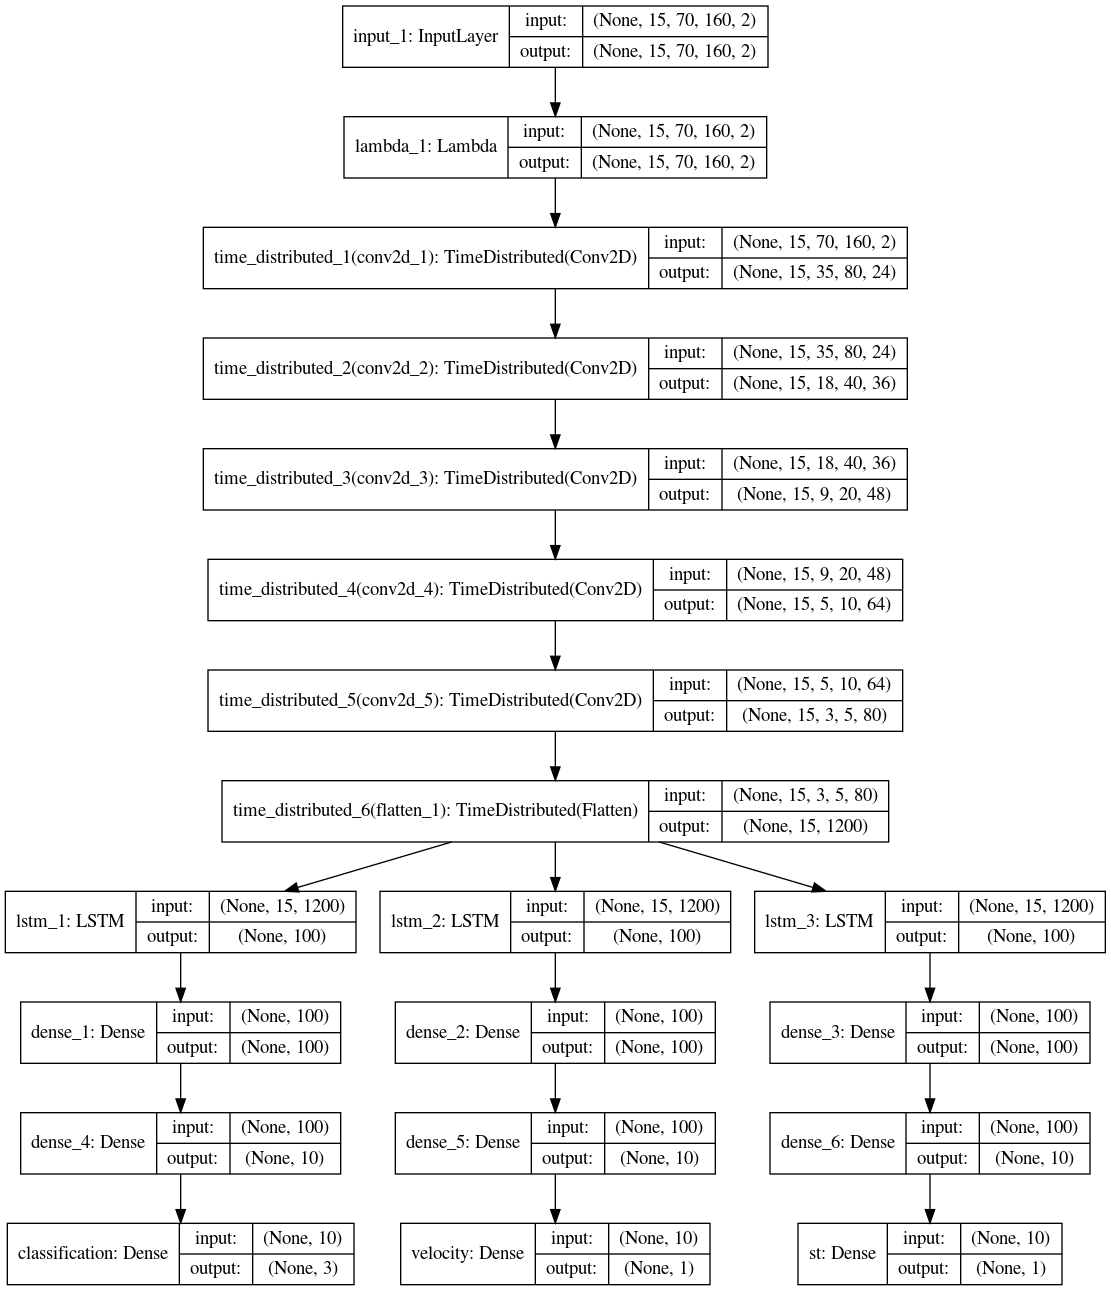 input_1: InputLayer
input: (None, 15, 70, 160, 2)
output: (None, 15, 70, 160, 2)
lambda_1: Lambda
input: (None, 15, 70, 160, 2)
output: (None, 15, 70, 160, 2)
time_distributed_1(conv2d_1): TimeDistributed(Conv2D)
input: (None, 15, 70, 160, 2)
output: (None, 15, 35, 80, 24)
time_distributed_2(conv2d_2): TimeDistributed(Conv2D)
input: (None, 15, 35, 80, 24)
output: (None, 15, 18, 40, 36)
time_distributed_3(conv2d_3): TimeDistributed(Conv2D)
input: (None, 15, 18, 40, 36)
output: (None, 15, 9, 20, 48)
time_distributed_4(conv2d_4): TimeDistributed(Conv2D)
input: (None, 15, 9, 20, 48)
output: (None, 15, 5, 10, 64)
time_distributed_5(conv2d_5): TimeDistributed(Conv2D)
input: (None, 15, 5, 10, 64)
output: (None, 15, 3, 5, 80)
time_distributed_6(flatten_1): TimeDistributed(Flatten)
input: (None, 15, 3, 5, 80)
output: (None, 15, 1200)
lstm_1: LSTM
input: (None, 15, 1200)
output: (None, 100)
lstm_2: LSTM
input: (None, 15, 1200)
output: (None, 100)
lstm_3: LSTM
input: (None, 15, 1200)
output: (None, 100)
dense_1: Dense
input: (None, 100)
output: (None, 100)
dense_2: Dense
input: (None, 100)
output: (None, 100)
dense_3: Dense
input: (None, 100)
output: (None, 100)
dense_4: Dense
input: (None, 100)
output: (None, 10)
dense_5: Dense
input: (None, 100)
output: (None, 10)
dense_6: Dense
input: (None, 100)
output: (None, 10)
classification: Dense
input: (None, 10)
output: (None, 3)
velocity: Dense
input: (None, 10)
output: (None, 1)
st: Dense
input: (None, 10)
output: (None, 1)